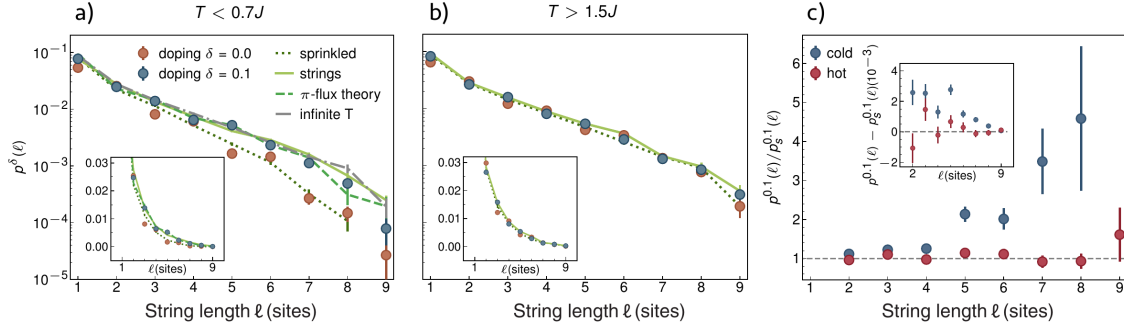 a)
T < 0.7J
b)
T > 1.5J
c)
doping δ = 0.0
doping δ = 0.1
sprinkled
strings
π-flux theory
infinite T
10⁻¹
10⁻²
10⁻³
10⁻⁴
10⁻⁵
p^δ(ℓ)
0.03
0.02
0.01
0.00
1
9
ℓ(sites)
1 2 3 4 5 6 7 8 9
String length ℓ (sites)
0.03
0.02
0.01
0.00
1
9
ℓ(sites)
1 2 3 4 5 6 7 8 9
String length ℓ (sites)
cold
hot
6
5
4
3
2
1
p^0.1(ℓ)/p_s^0.1(ℓ)
p^0.1(ℓ) − p_s^0.1(ℓ)(10⁻³)
4
2
0
−2
2
9
ℓ(sites)
1 2 3 4 5 6 7 8 9
String length ℓ (sites)